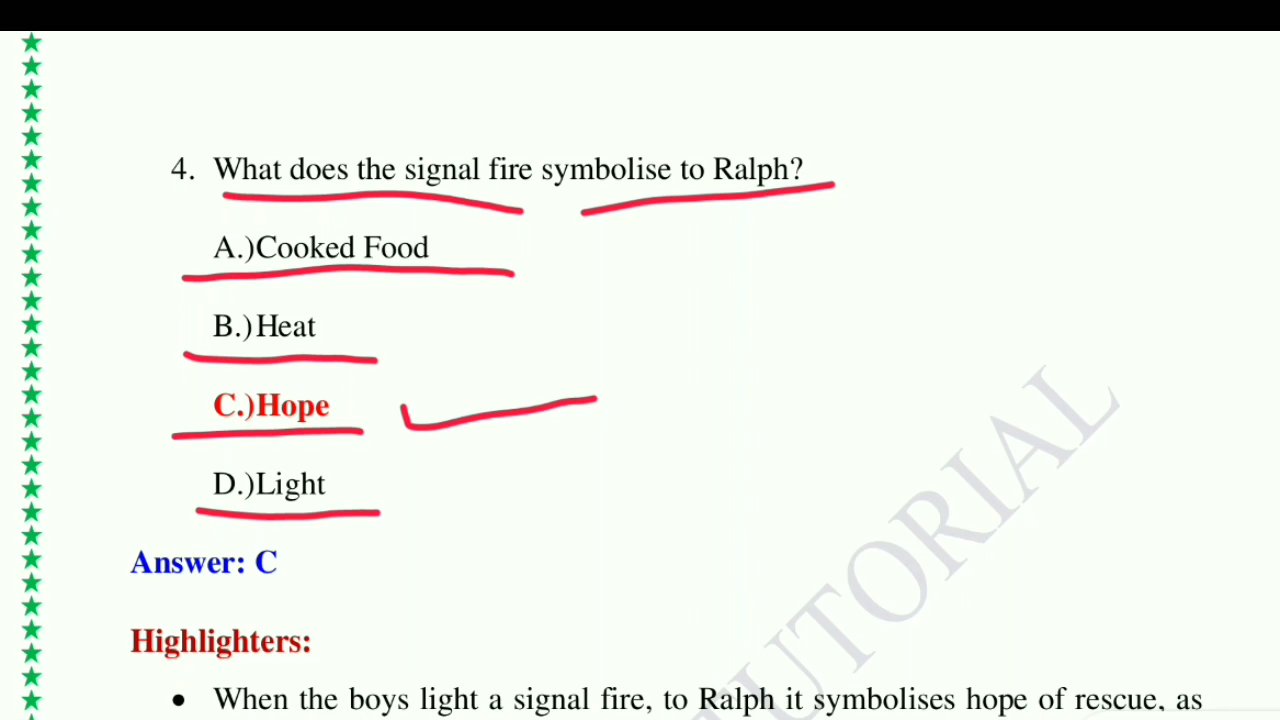 4. What does the signal fire symbolise to Ralph?
A.)Cooked Food
B.)Heat
C.)Hope
D.)Light
Answer: C
Highlighters:
• When the boys light a signal fire, to Ralph it symbolises hope of rescue, as
TUTORIAL